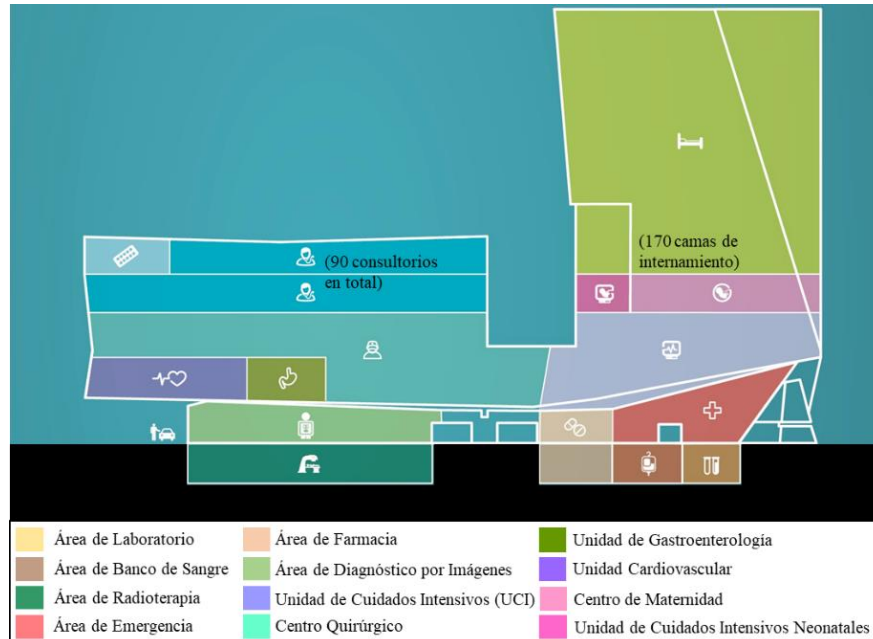 (90 consultorios
en total)
(170 camas de
internamiento)
Área de Laboratorio
Área de Banco de Sangre
Área de Radioterapia
Área de Emergencia
Área de Farmacia
Área de Diagnóstico por Imágenes
Unidad de Cuidados Intensivos (UCI)
Centro Quirúrgico
Unidad de Gastroenterología
Unidad Cardiovascular
Centro de Maternidad
Unidad de Cuidados Intensivos Neonatales